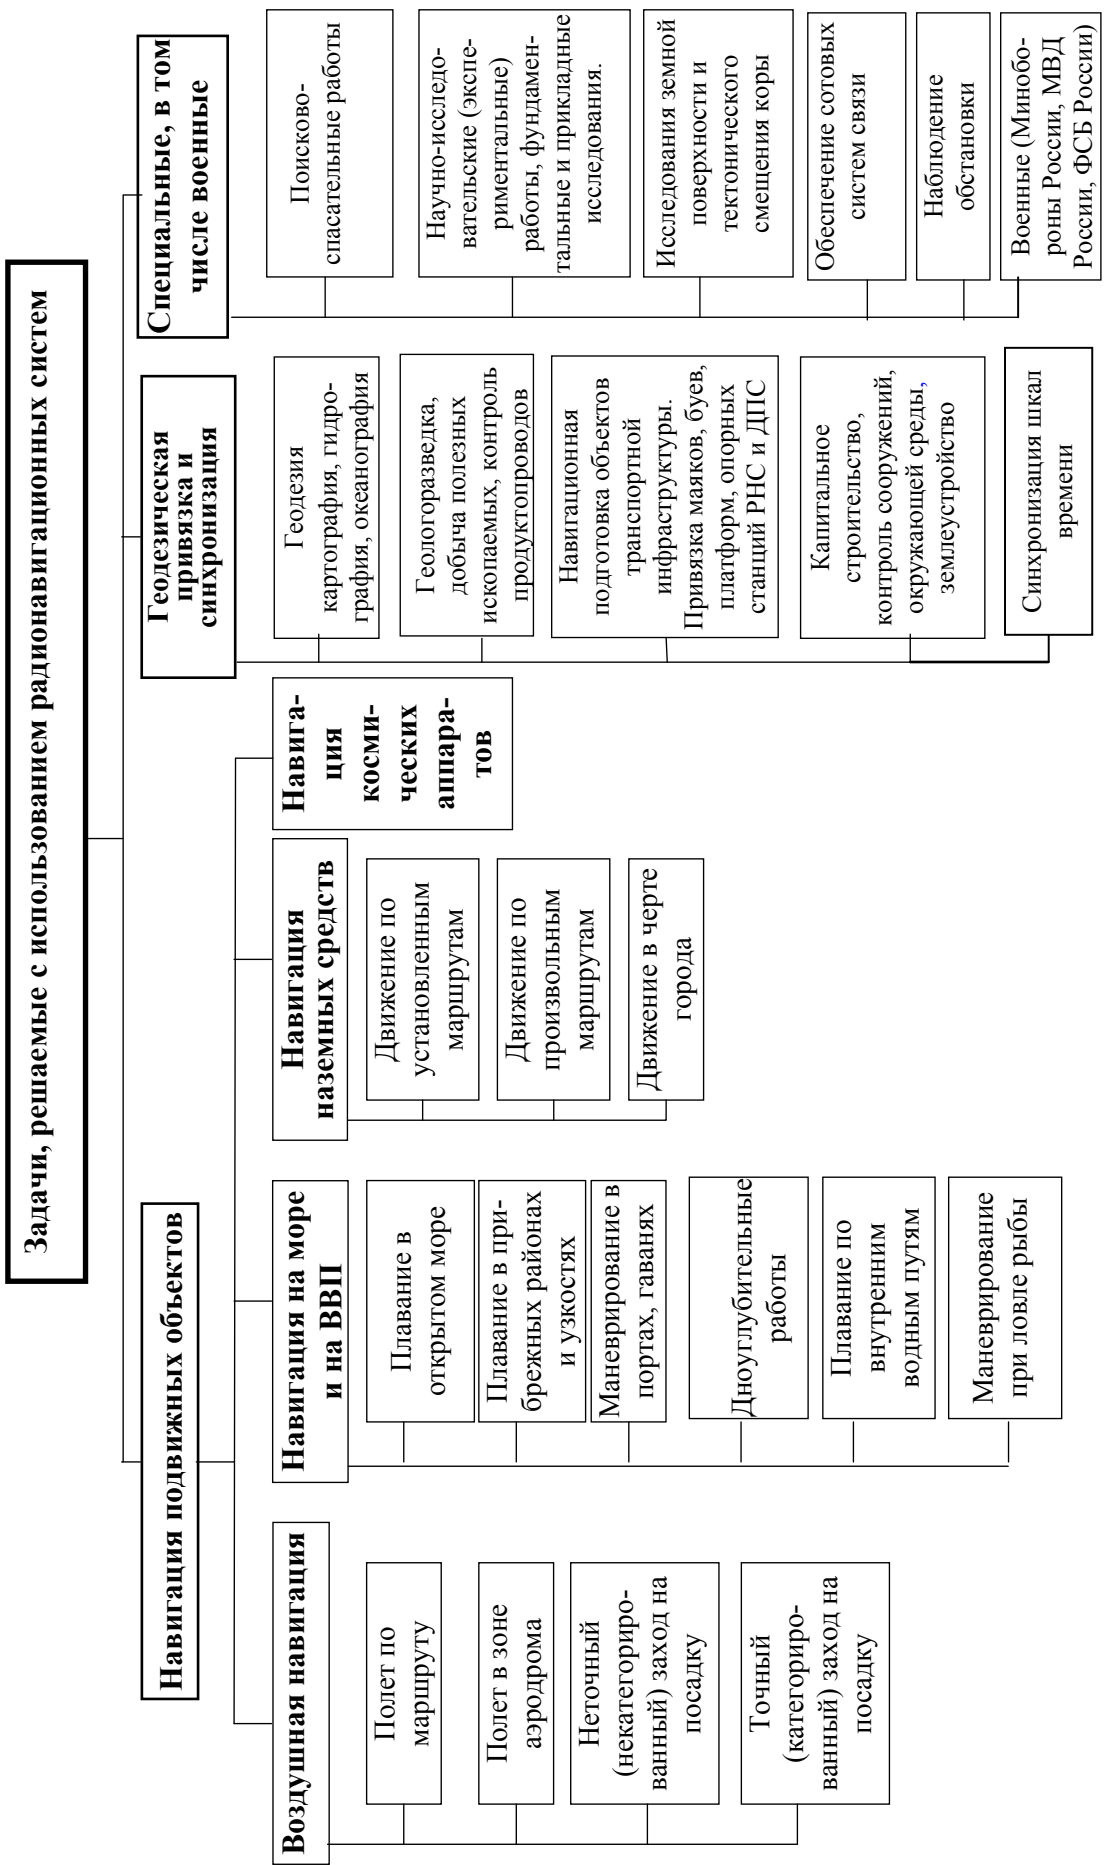 Задачи, решаемые с использованием радионавигационных систем
Навигация подвижных объектов
Воздушная навигация
Полет по
маршруту
Полет в зоне
аэродрома
Неточный
(некатегориро-
ванный) заход на
посадку
Точный
(категориро-
ванный) заход на
посадку
Навигация на море
и на ВВП
Плавание в
открытом море
Плавание в при-
брежных районах
и узкостях
Маневрирование в
портах, гаванях
Дноуглубительные
работы
Плавание по
внутренним
водным путям
Маневрирование
при ловле рыбы
Навигация
наземных средств
Движение по
установленным
маршрутам
Движение по
произвольным
маршрутам
Движение в черте
города
Навига-
ция
косми-
ческих
аппара-
тов
Геодезическая
привязка и
синхронизация
Геодезия
картография, гидро-
графия, океанография
Геологоразведка,
добыча полезных
ископаемых, контроль
продуктопроводов
Навигационная
подготовка объектов
транспортной
инфраструктуры.
Привязка маяков, буев,
платформ, опорных
станций РНС и ДПС
Капитальное
строительство,
контроль сооружений,
окружающей среды,
землеустройство
Синхронизация шкал
времени
Специальные, в том
числе военные
Поисково-
спасательные работы
Научно-исследо-
вательские (экспе-
риментальные)
работы, фундамен-
тальные и прикладные
исследования.
Исследования земной
поверхности и
тектонического
смещения коры
Обеспечение сотовых
систем связи
Наблюдение
обстановки
Военные (Минобо-
роны России, МВД
России, ФСБ России)